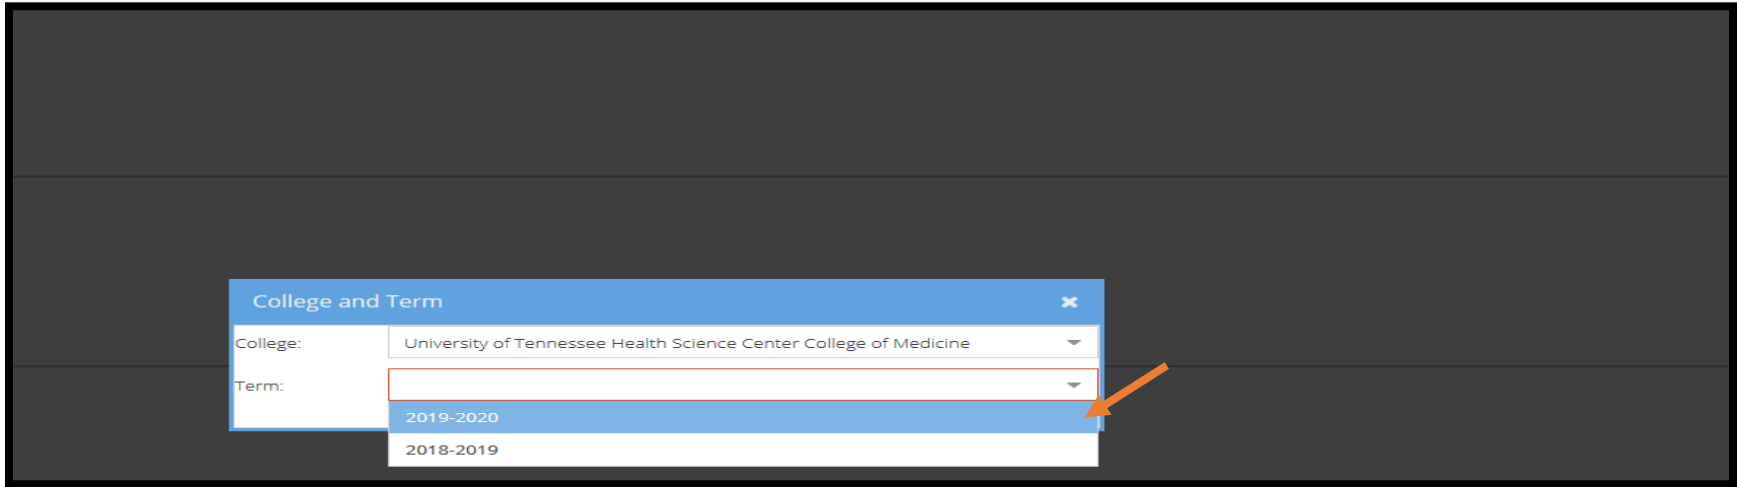 College and Term
College: University of Tennessee Health Science Center College of Medicine
Term:
2019-2020
2018-2019